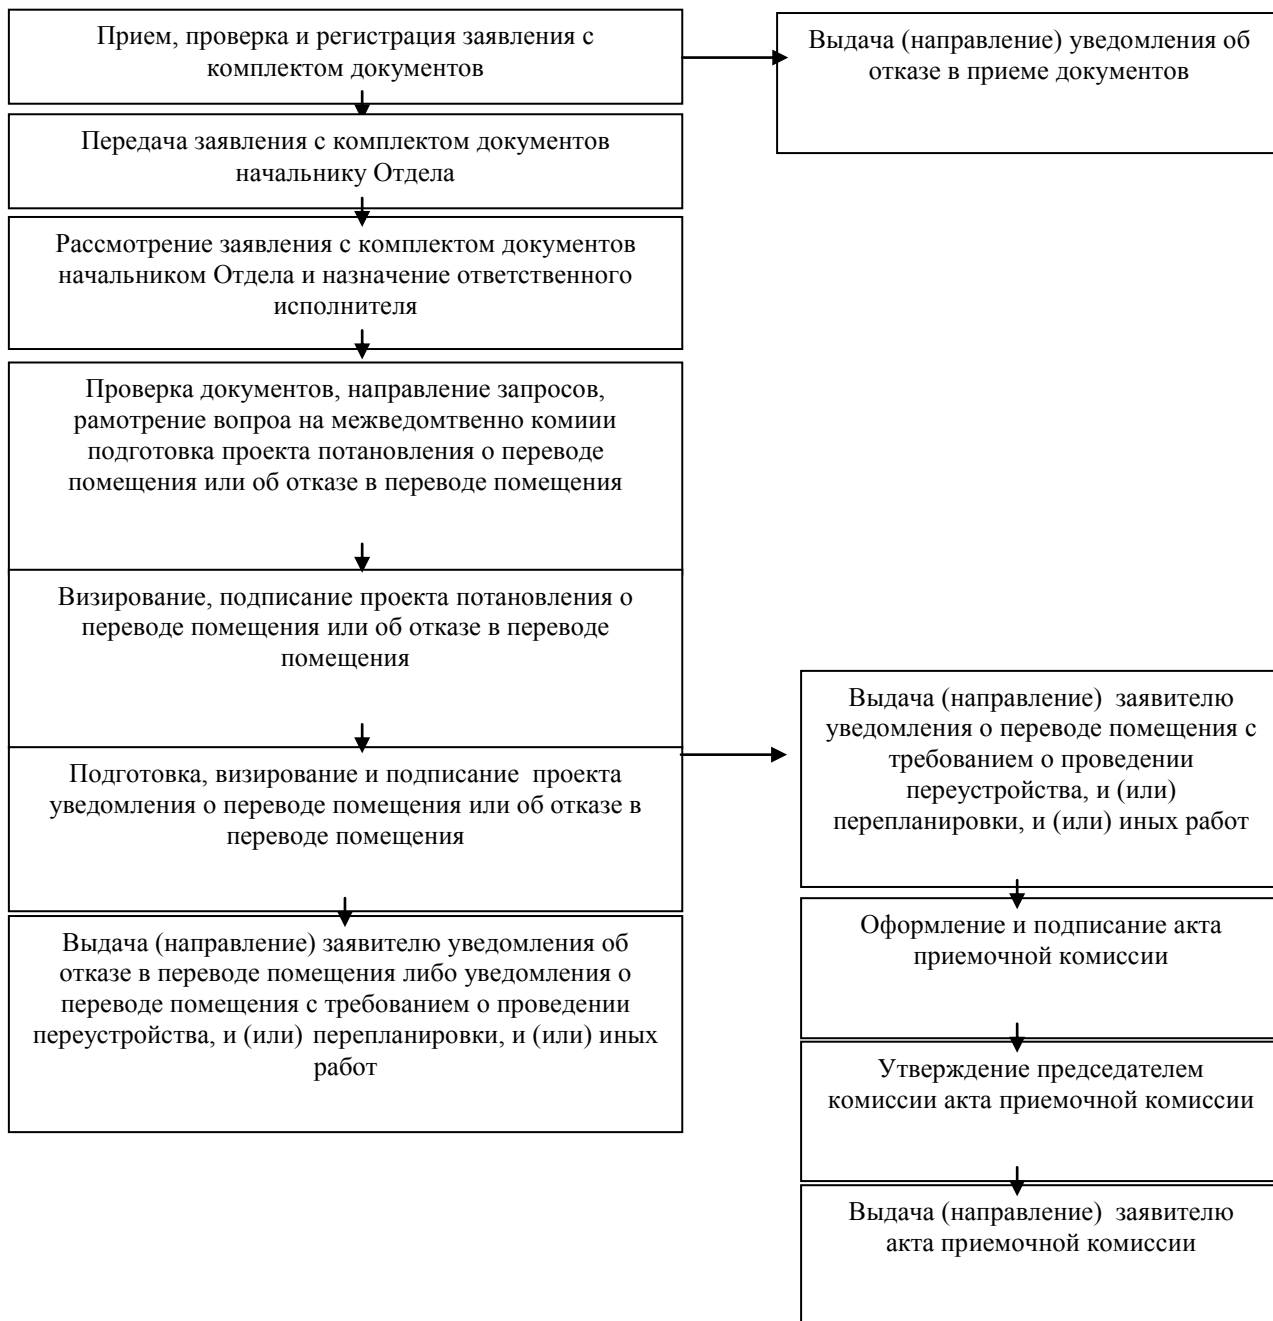 Прием, проверка и регистрация заявления с
комплектом документов
Выдача (направление) уведомления об
отказе в приеме документов
Передача заявления с комплектом документов
начальнику Отдела
Рассмотрение заявления с комплектом документов
начальником Отдела и назначение ответственного
исполнителя
Проверка документов, направление запросов,
рамотрение вопроа на межведомтвенно комиии
подготовка проекта потановления о переводе
помещения или об отказе в переводе помещения
Визирование, подписание проекта потановления о
переводе помещения или об отказе в переводе
помещения
Подготовка, визирование и подписание проекта
уведомления о переводе помещения или об отказе в
переводе помещения
Выдача (направление) заявителю уведомления об
отказе в переводе помещения либо уведомления о
переводе помещения с требованием о проведении
переустройства, и (или) перепланировки, и (или) иных
работ
Выдача (направление) заявителю
уведомления о переводе помещения с
требованием о проведении
переустройства, и (или)
перепланировки, и (или) иных работ
Оформление и подписание акта
приемочной комиссии
Утверждение председателем
комиссии акта приемочной комиссии
Выдача (направление) заявителю
акта приемочной комиссии